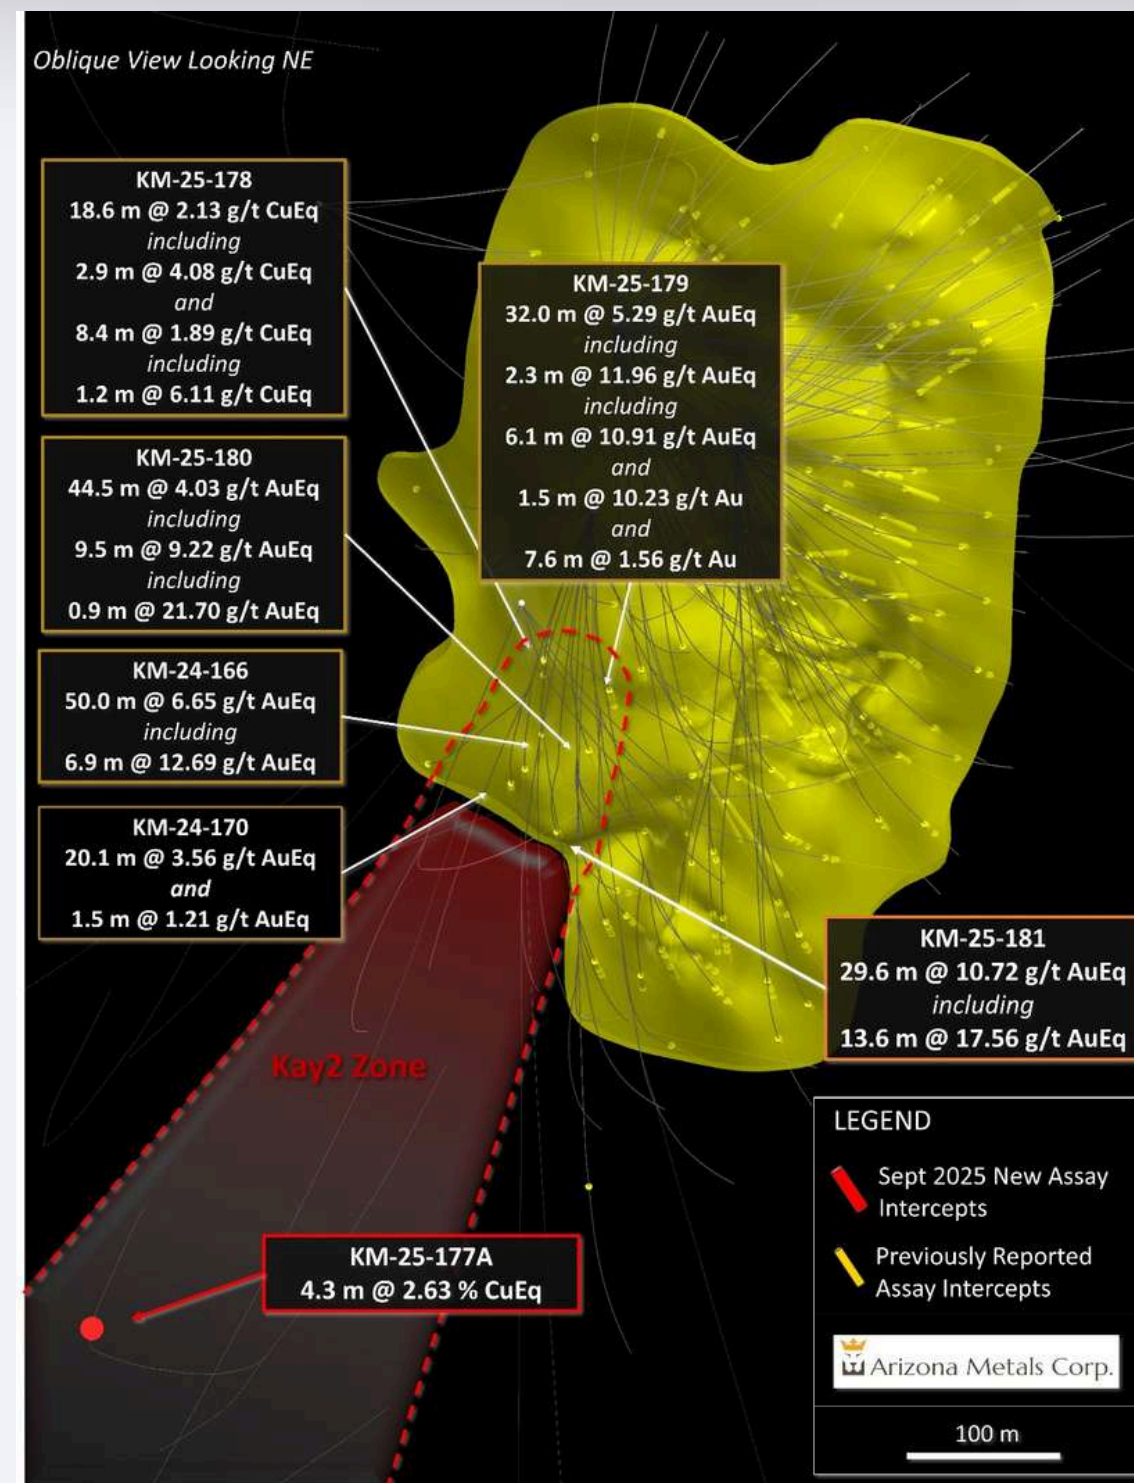 Oblique View Looking NE
KM-25-178
18.6 m @ 2.13 g/t CuEq
including
2.9 m @ 4.08 g/t CuEq
and
8.4 m @ 1.89 g/t CuEq
including
1.2 m @ 6.11 g/t CuEq
KM-25-179
32.0 m @ 5.29 g/t AuEq
including
2.3 m @ 11.96 g/t AuEq
including
6.1 m @ 10.91 g/t AuEq
and
1.5 m @ 10.23 g/t Au
and
7.6 m @ 1.56 g/t Au
KM-25-180
44.5 m @ 4.03 g/t AuEq
including
9.5 m @ 9.22 g/t AuEq
including
0.9 m @ 21.70 g/t AuEq
KM-24-166
50.0 m @ 6.65 g/t AuEq
including
6.9 m @ 12.69 g/t AuEq
KM-24-170
20.1 m @ 3.56 g/t AuEq
and
1.5 m @ 1.21 g/t AuEq
KM-25-181
29.6 m @ 10.72 g/t AuEq
including
13.6 m @ 17.56 g/t AuEq
Kay2 Zone
KM-25-177A
4.3 m @ 2.63 % CuEq
LEGEND
Sept 2025 New Assay
Intercepts
Previously Reported
Assay Intercepts
Arizona Metals Corp.
100 m